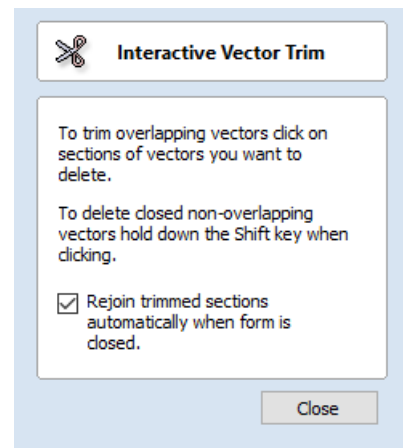 Interactive Vector Trim
To trim overlapping vectors click on
sections of vectors you want to
delete.
To delete closed non-overlapping
vectors hold down the Shift key when
clicking.
Rejoin trimmed sections
automatically when form is
closed.
Close